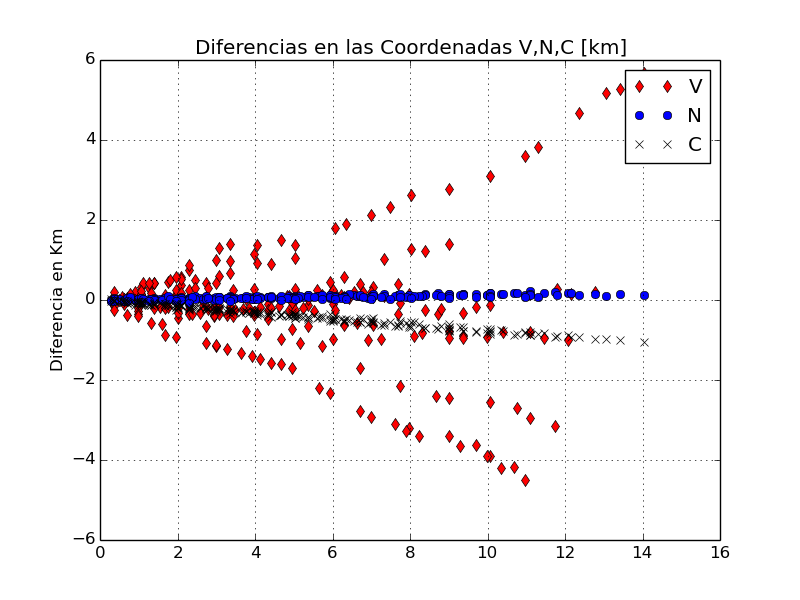 Diferencias en las Coordenadas V,N,C [km]
V
N
C
Diferencia en Km
6
4
2
0
−2
−4
−6
0 2 4 6 8 10 12 14 16